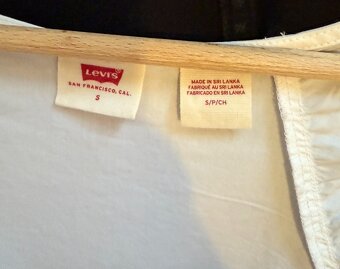 Levi's
SAN FRANCISCO, CAL.
S
MADE IN SRI LANKA
FABRIQUÉ AU SRI LANKA
FABRICADO EN SRI LANKA
S/P/CH